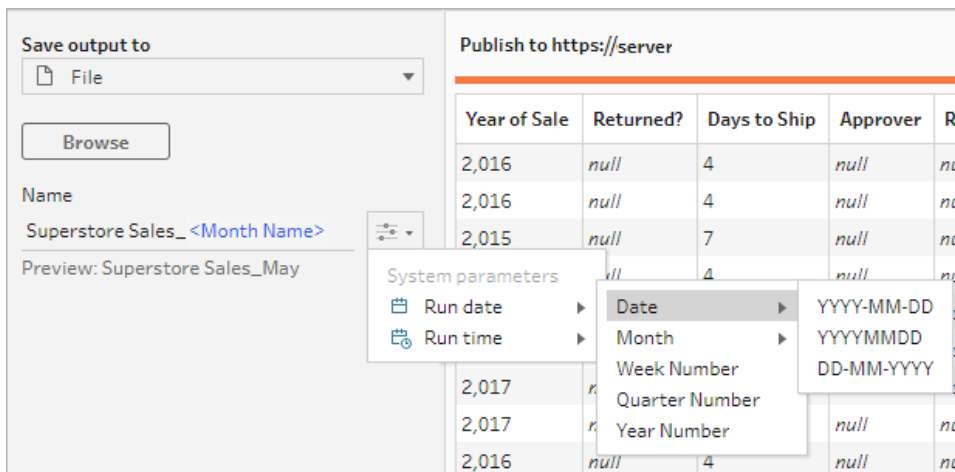 Save output to
File
Browse
Name
Superstore Sales_ <Month Name>
Preview: Superstore Sales_May
Publish to https://server
Year of Sale Returned? Days to Ship Approver R
2,016 null 4 null
2,016 null 4 null
2,015 null 7 null
4 null
2,017
2,017 null
2,016 null 4 null
System parameters
Run date
Run time
Date
Month
Week Number
Quarter Number
Year Number
YYYY-MM-DD
YYYYMMDD
DD-MM-YYYY